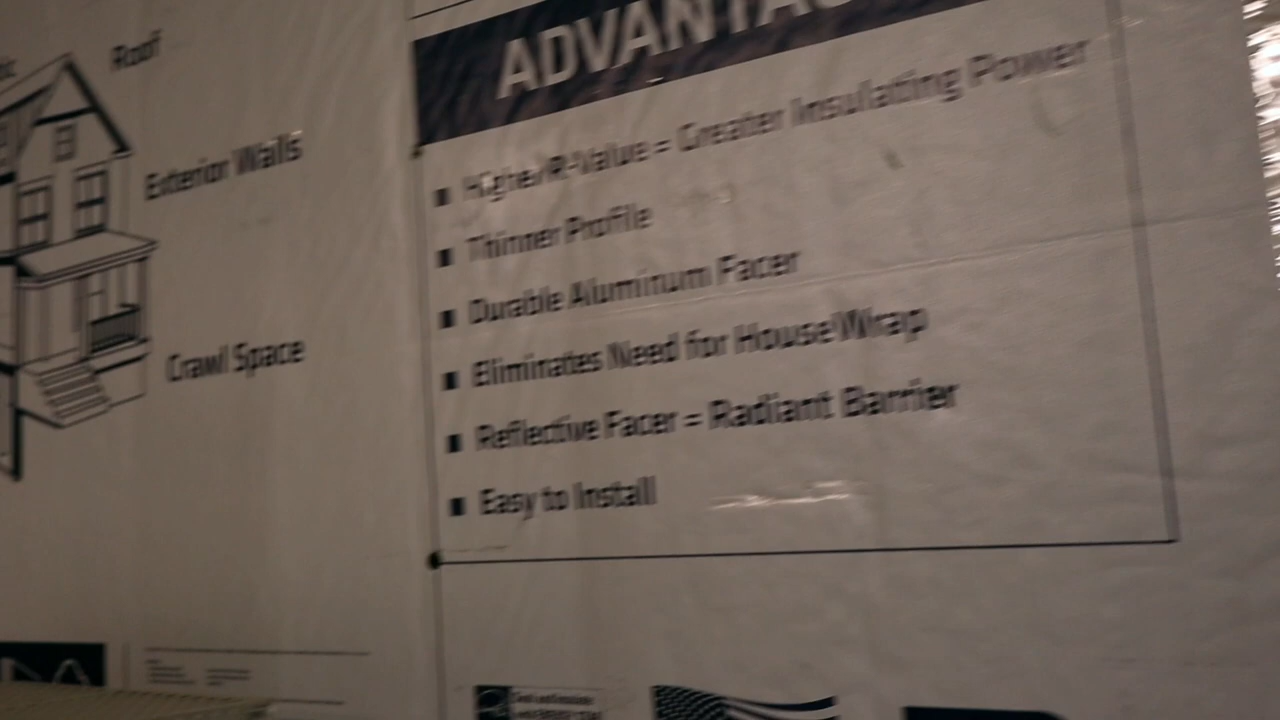 Roof
Exterior Walls
Crawl Space
Higher R-Value = Greater Insulating Power
Thinner Profile
Durable Aluminum Facer
Eliminates Need for House Wrap
Reflective Facer = Radiant Barrier
Easy to Install